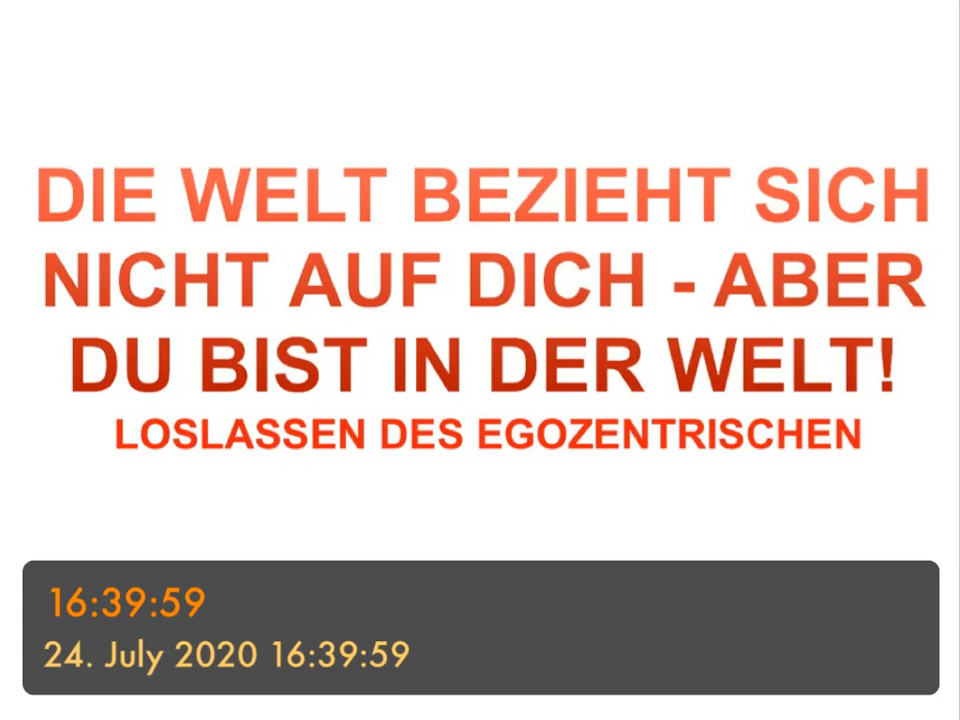 DIE WELT BEZIEHT SICH
NICHT AUF DICH - ABER
DU BIST IN DER WELT!
LOSLASSEN DES EGOZENTRISCHEN
16:39:59
24. July 2020 16:39:59